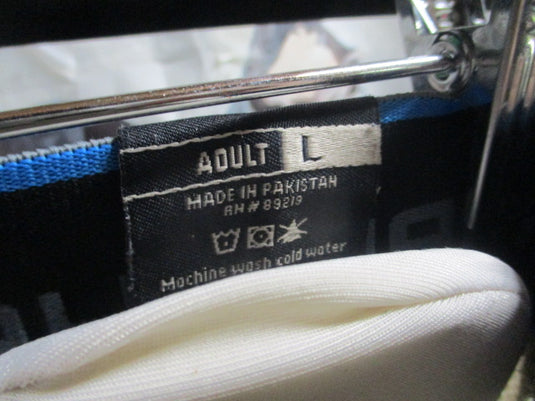 ADULT L
MADE IN PAKISTAN
RN # 89219
Machine wash cold water